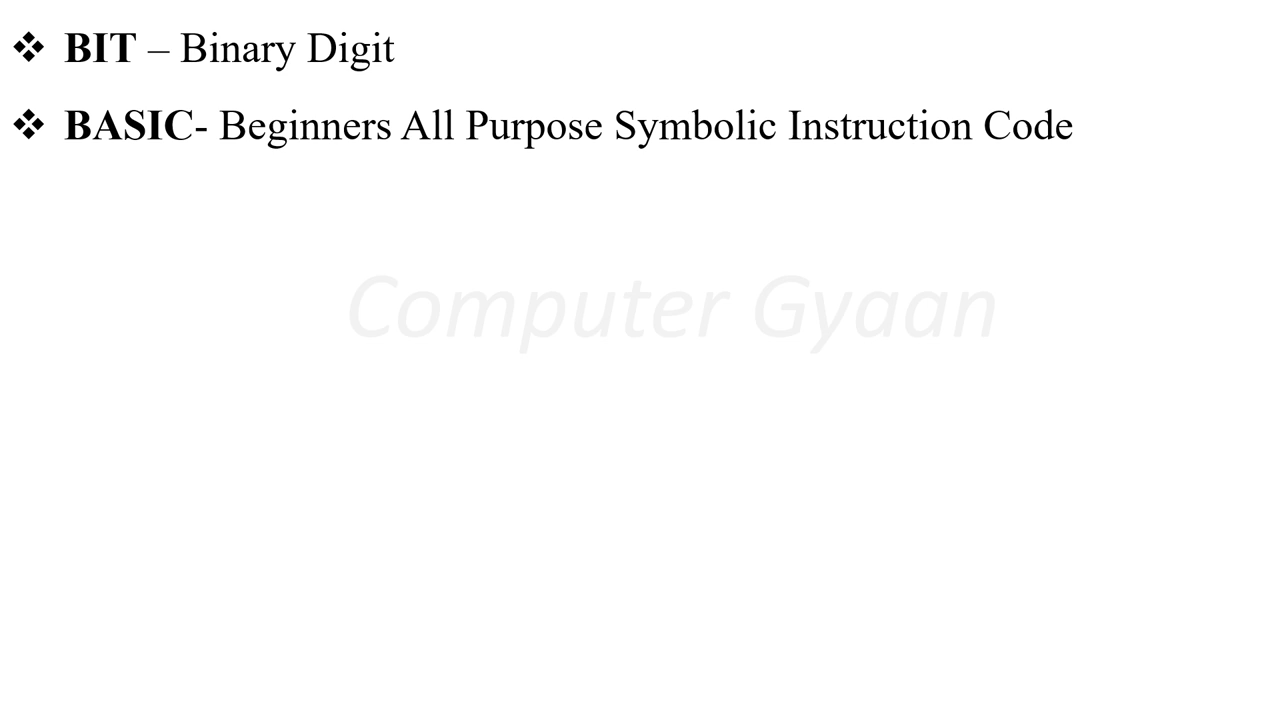 ❖ BIT – Binary Digit
❖ BASIC- Beginners All Purpose Symbolic Instruction Code
Computer Gyaan